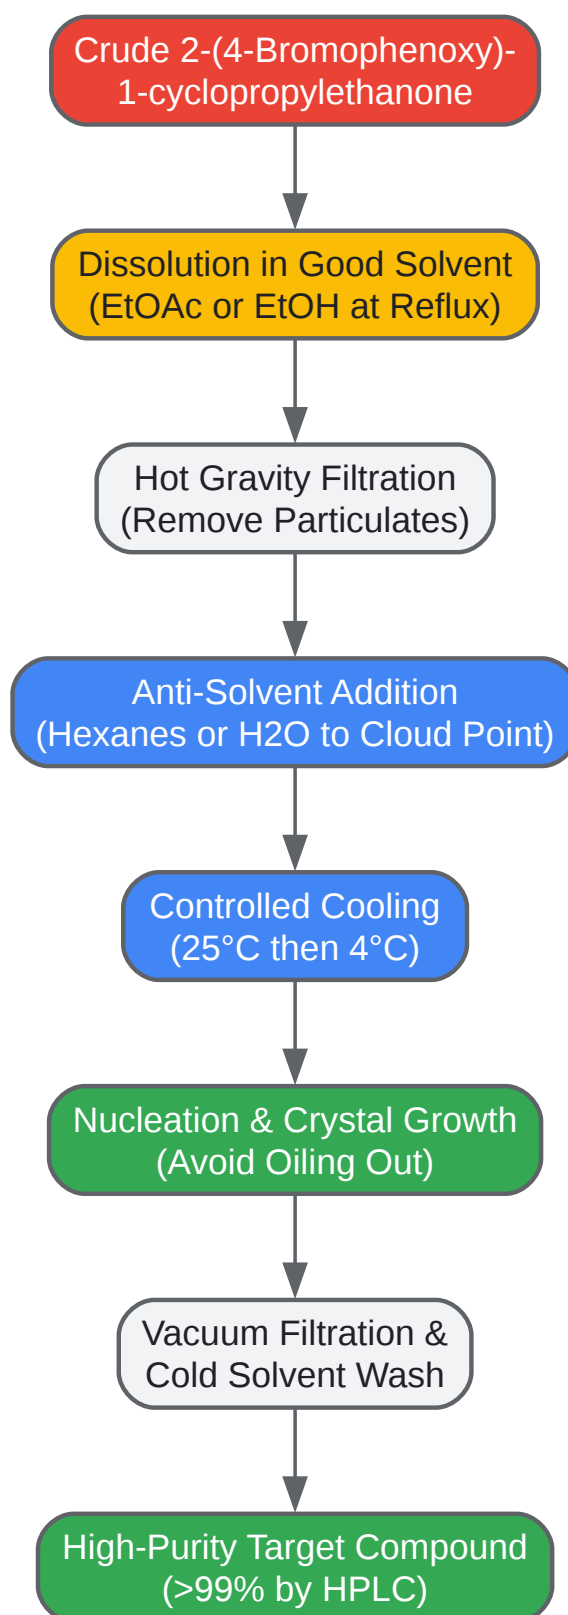 Crude 2-(4-Bromophenoxy)-
1-cyclopropylethanone
Dissolution in Good Solvent
(EtOAc or EtOH at Reflux)
Hot Gravity Filtration
(Remove Particulates)
Anti-Solvent Addition
(Hexanes or H2O to Cloud Point)
Controlled Cooling
(25°C then 4°C)
Nucleation & Crystal Growth
(Avoid Oiling Out)
Vacuum Filtration &
Cold Solvent Wash
High-Purity Target Compound
(>99% by HPLC)